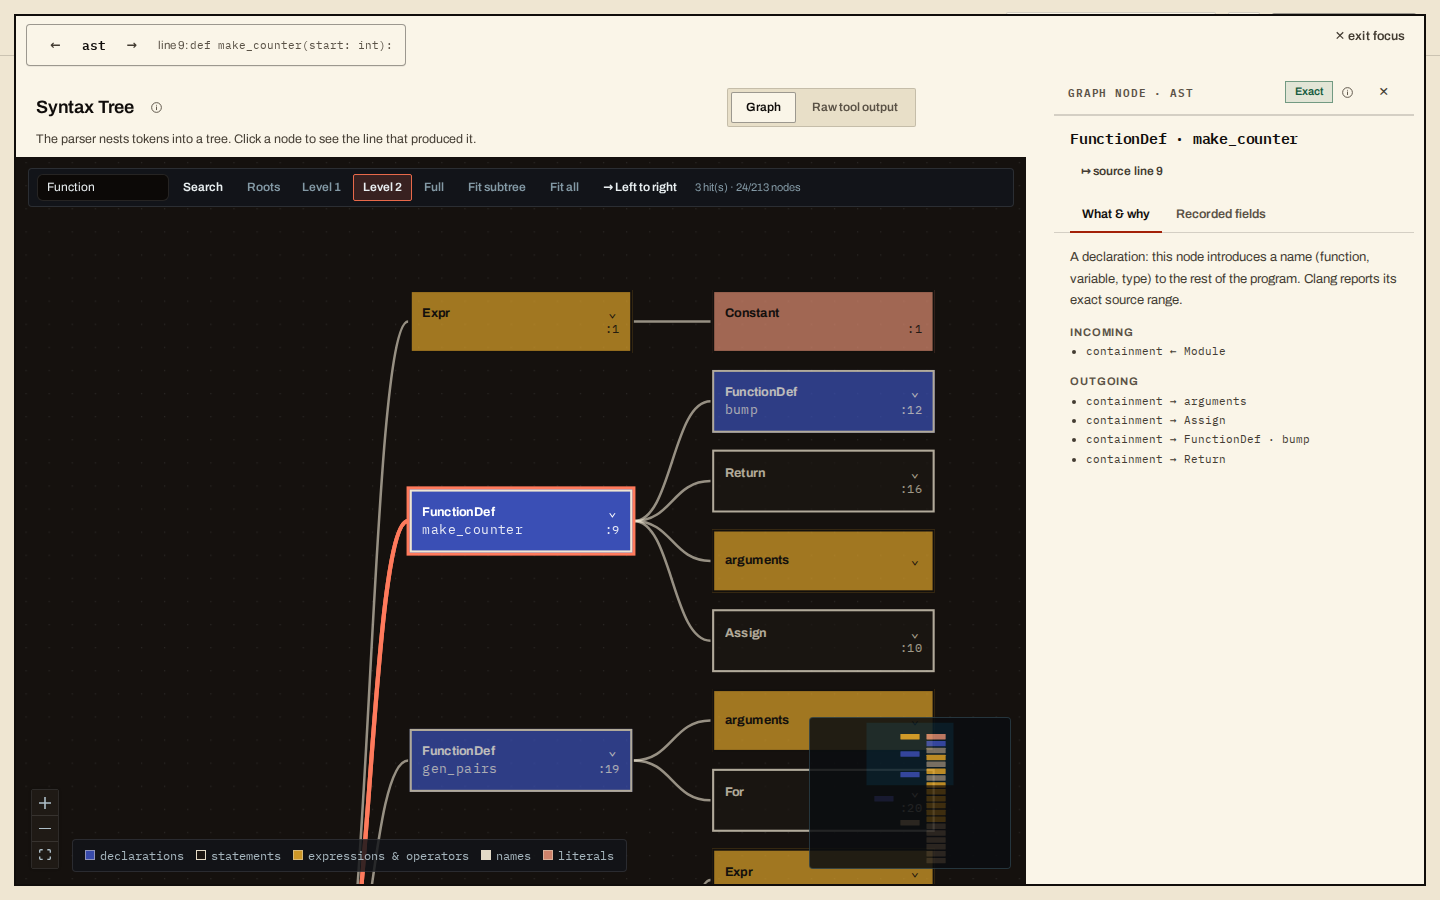 ← ast → line 9: def make_counter(start: int):
✕ exit focus
Syntax Tree
Graph
Raw tool output
The parser nests tokens into a tree. Click a node to see the line that produced it.
Function
Search
Roots
Level 1
Level 2
Full
Fit subtree
Fit all
→ Left to right
3 hit(s) · 24/213 nodes
Expr
:1
Constant
:1
FunctionDef
bump :12
Return
:16
FunctionDef
make_counter :9
arguments
Assign
:10
FunctionDef
gen_pairs :19
arguments
For
:20
Expr
declarations
statements
expressions & operators
names
literals
GRAPH NODE · AST
Exact
✕
FunctionDef · make_counter
↦ source line 9
What & why
Recorded fields
A declaration: this node introduces a name (function,
variable, type) to the rest of the program. Clang reports its
exact source range.
INCOMING
• containment ← Module
OUTGOING
• containment → arguments
• containment → Assign
• containment → FunctionDef · bump
• containment → Return